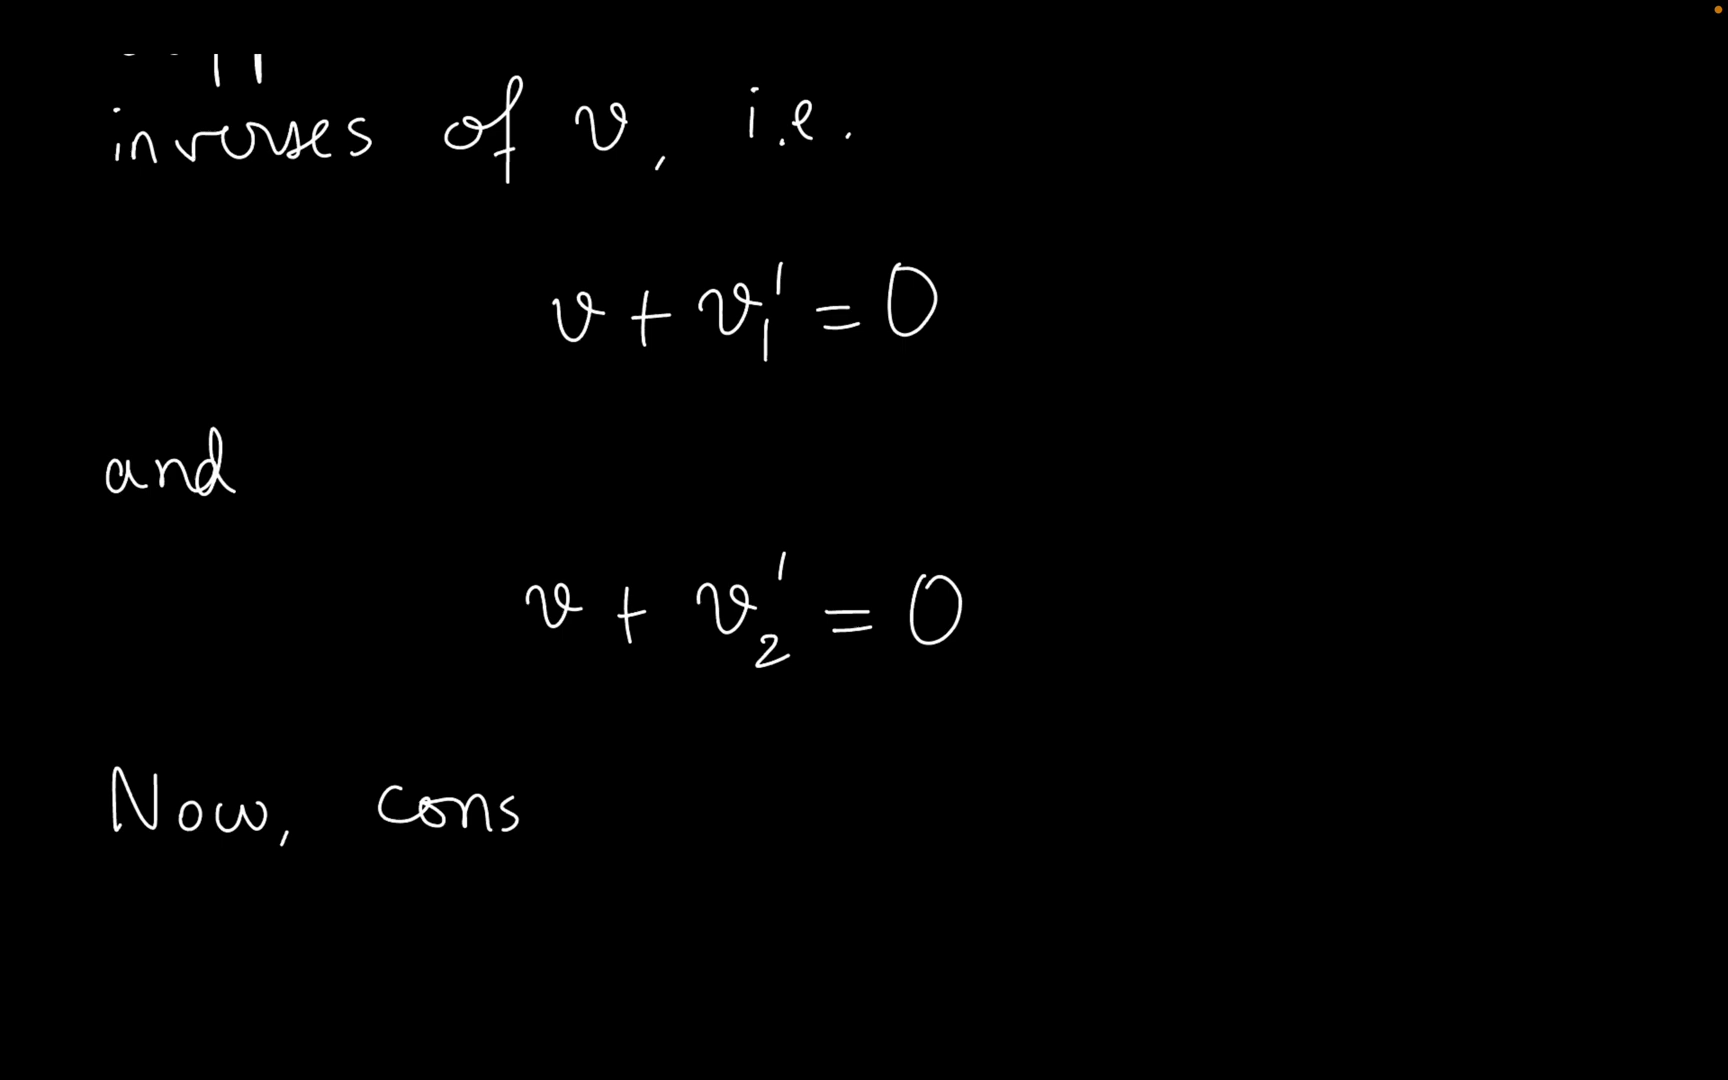 inverses of v, i.e.
v + v₁' = 0
and
v + v₂' = 0
Now, cons